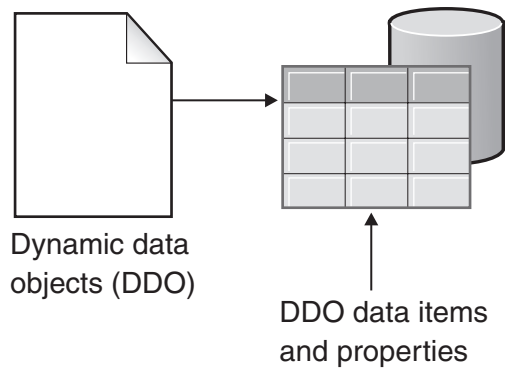 Dynamic data
objects (DDO)
DDO data items
and properties